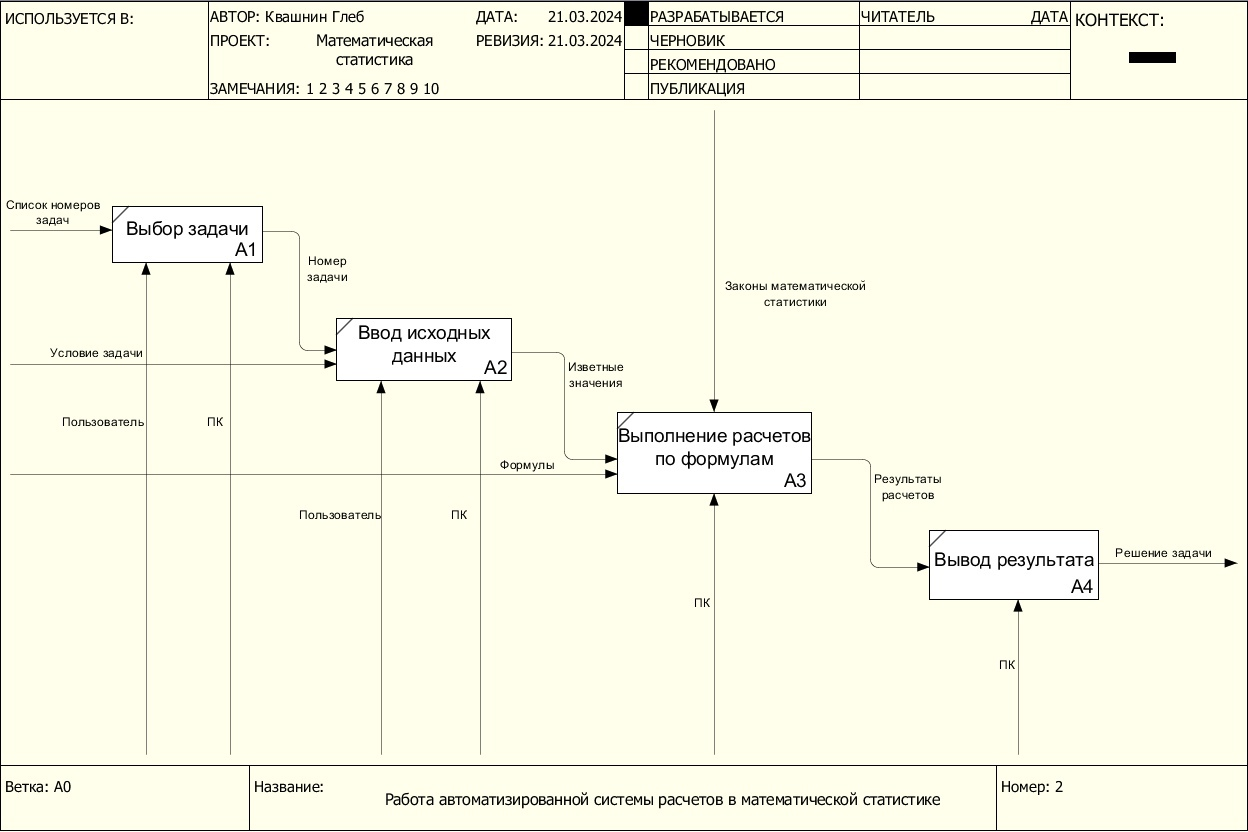 ИСПОЛЬЗУЕТСЯ В:
АВТОР: Квашнин Глеб
ДАТА: 21.03.2024
РАЗРАБАТЫВАЕТСЯ
ЧИТАТЕЛЬ
ДАТА
КОНТЕКСТ:
ПРОЕКТ: Математическая
статистика
РЕВИЗИЯ: 21.03.2024
ЧЕРНОВИК
РЕКОМЕНДОВАНО
ЗАМЕЧАНИЯ: 1 2 3 4 5 6 7 8 9 10
ПУБЛИКАЦИЯ
Список номеров
задач
Выбор задачи
A1
Номер
задачи
Законы математической
статистики
Условие задачи
Ввод исходных
данных
A2
Изветные
значения
Пользователь
ПК
Выполнение расчетов
по формулам
A3
Формулы
Результаты
расчетов
Пользователь
ПК
Вывод результата
A4
Решение задачи
ПК
ПК
Ветка: A0
Название:
Работа автоматизированной системы расчетов в математической статистике
Номер: 2